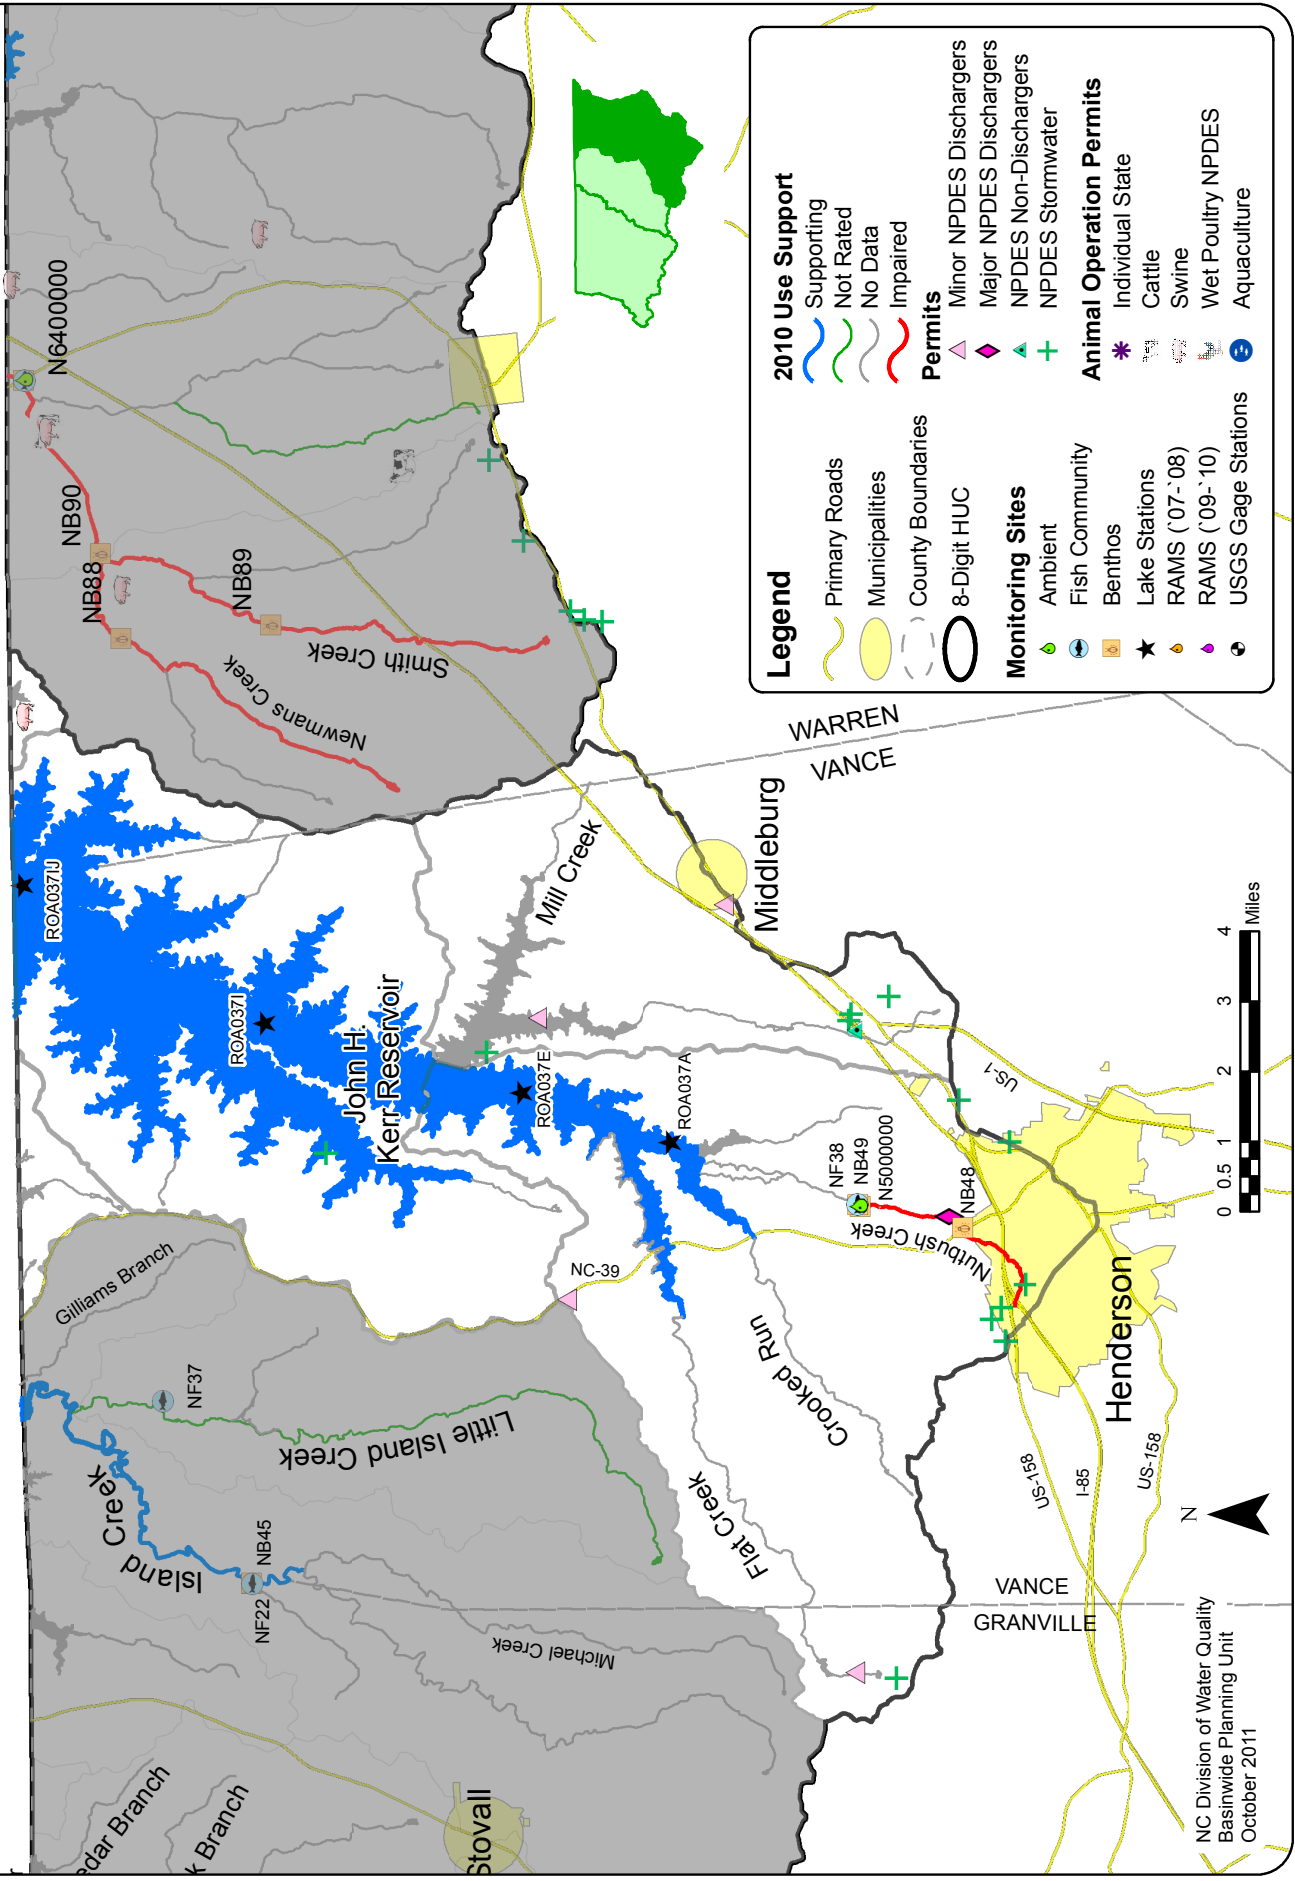 edar Branch
k Branch
Stovall
Island
Creek
NF22
NB45
NF37
Michael Creek
Little Island Creek
Gilliams Branch
NC-39
Flat Creek
Crooked Run
Nutbush Creek
NF38
NB49
N5000000
NB48
ROA037A
ROA037E
ROA037I
ROA037IJ
John H.
Kerr Reservoir
Mill Creek
Middleburg
Henderson
US-1
US-158
I-85
US-158
VANCE
GRANVILLE
WARREN
VANCE
Newmans Creek
Smith Creek
NB88
NB89
NB90
N6400000
N
NC Division of Water Quality
Basinwide Planning Unit
October 2011
0 0.5 1 2 3 4
Miles
Legend
Primary Roads
Municipalities
County Boundaries
8-Digit HUC
Monitoring Sites
Ambient
Fish Community
Benthos
Lake Stations
RAMS (`07-`08)
RAMS (`09-`10)
USGS Gage Stations
2010 Use Support
Supporting
Not Rated
No Data
Impaired
Permits
Minor NPDES Dischargers
Major NPDES Dischargers
NPDES Non-Dischargers
NPDES Stormwater
Animal Operation Permits
Individual State
Cattle
Swine
Wet Poultry NPDES
Aquaculture